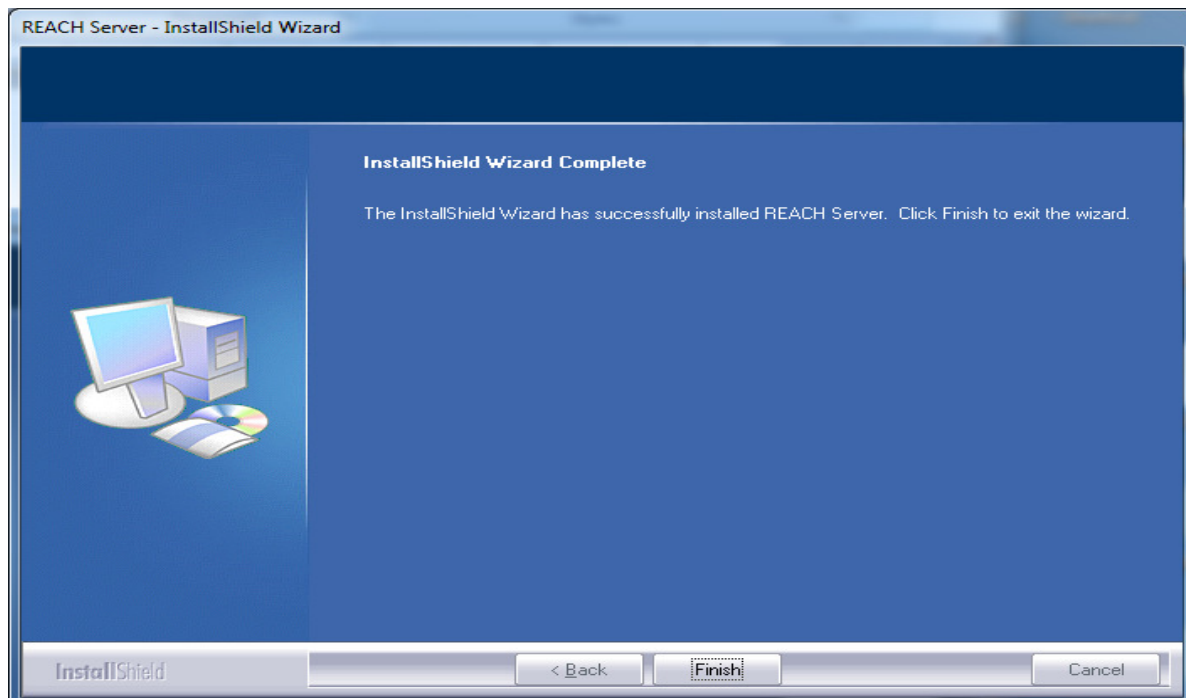 REACH Server - InstallShield Wizard
InstallShield Wizard Complete
The InstallShield Wizard has successfully installed REACH Server.  Click Finish to exit the wizard.
InstallShield
< Back
Finish
Cancel